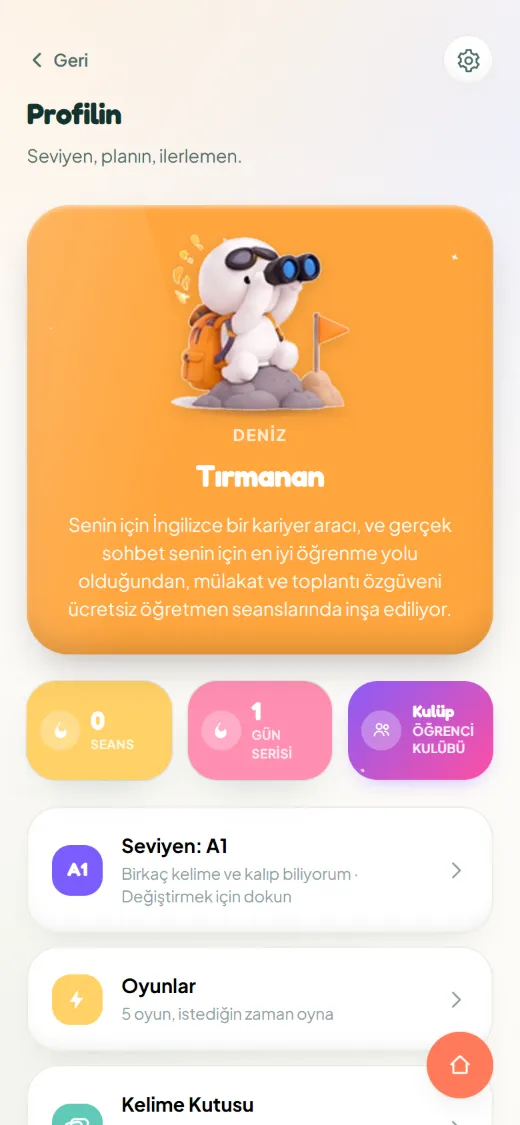 Geri
Profilin
Seviyen, planın, ilerlemen.
DENİZ
Tırmanan
Senin için İngilizce bir kariyer aracı, ve gerçek
sohbet senin için en iyi öğrenme yolu
olduğundan, mülakat ve toplantı özgüveni
ücretsiz öğretmen seanslarında inşa ediliyor.
0
SEANS
1
GÜN
SERİSİ
Kulüp
ÖĞRENCİ
KULÜBÜ
A1
Seviyen: A1
Birkaç kelime ve kalıp biliyorum ·
Değiştirmek için dokun
Oyunlar
5 oyun, istediğin zaman oyna
Kelime Kutusu